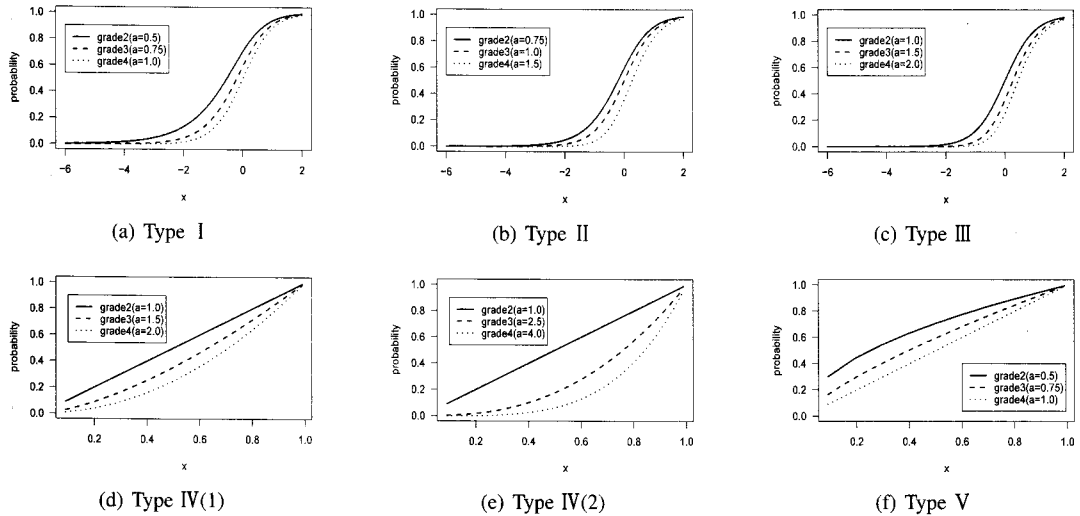 probability
1.0
0.8
0.6
0.4
0.2
0.0
grade2(a=0.5)
grade3(a=0.75)
grade4(a=1.0)
−6 −4 −2 0 2
x
(a) Type Ⅰ
probability
1.0
0.8
0.6
0.4
0.2
0.0
grade2(a=0.75)
grade3(a=1.0)
grade4(a=1.5)
−6 −4 −2 0 2
x
(b) Type Ⅱ
probability
1.0
0.8
0.6
0.4
0.2
0.0
grade2(a=1.0)
grade3(a=1.5)
grade4(a=2.0)
−6 −4 −2 0 2
x
(c) Type Ⅲ
probability
1.0
0.8
0.6
0.4
0.2
0.0
grade2(a=1.0)
grade3(a=1.5)
grade4(a=2.0)
0.2 0.4 0.6 0.8 1.0
x
(d) Type Ⅳ(1)
probability
1.0
0.8
0.6
0.4
0.2
0.0
grade2(a=1.0)
grade3(a=2.5)
grade4(a=4.0)
0.2 0.4 0.6 0.8 1.0
x
(e) Type Ⅳ(2)
probability
1.0
0.8
0.6
0.4
0.2
0.0
grade2(a=0.5)
grade3(a=0.75)
grade4(a=1.0)
0.2 0.4 0.6 0.8 1.0
x
(f) Type Ⅴ